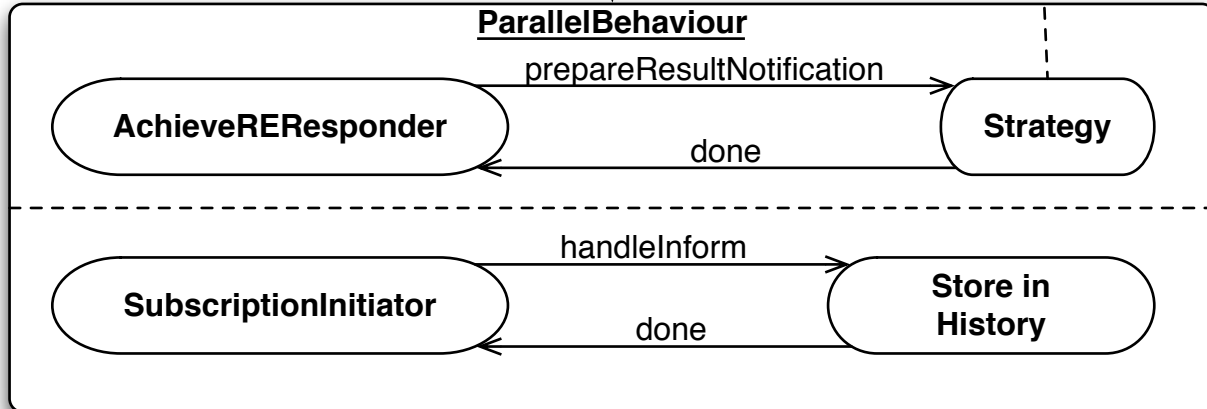 ParallelBehaviour
prepareResultNotification
AchieveREResponder
Strategy
done
handleInform
SubscriptionInitiator
Store in
History
done